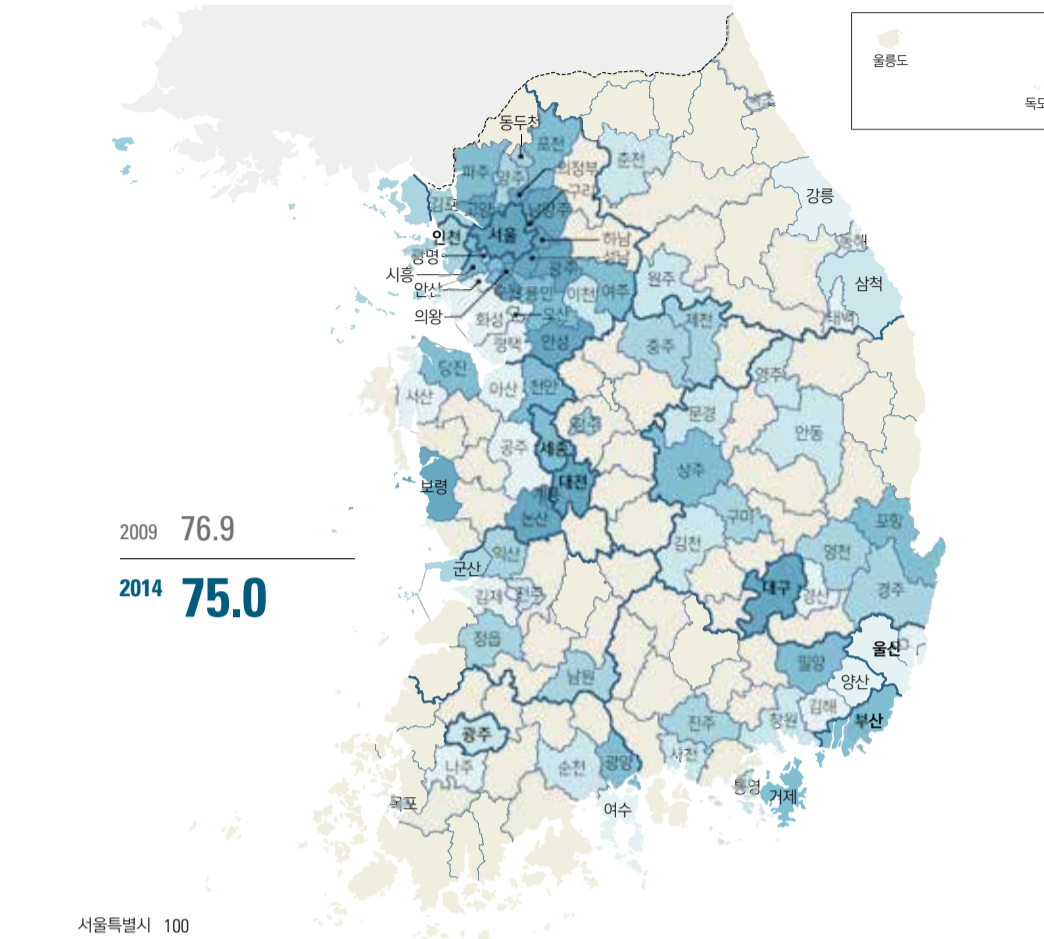 울릉도
독도
동두천
포천
춘천
의정부
파주
양주
구리
강릉
김포
고양
남양주
인천
서울
하남
동해
광명
성남
시흥
광주
안산
수원
용인
이천
여주
원주
삼척
의왕
화성
오산
제천
태백
평택
안성
충주
당진
영주
서산
아산
천안
문경
청주
안동
공주
세종
상주
보령
대전
계룡
논산
구미
포항
2009 76.9
김천
영천
익산
군산
2014 75.0
김제
전주
대구
경산
경주
정읍
울산
밀양
남원
양산
김해
진주
창원
부산
광주
사천
나주
순천
광양
통영
거제
목포
여수
서울특별시 100